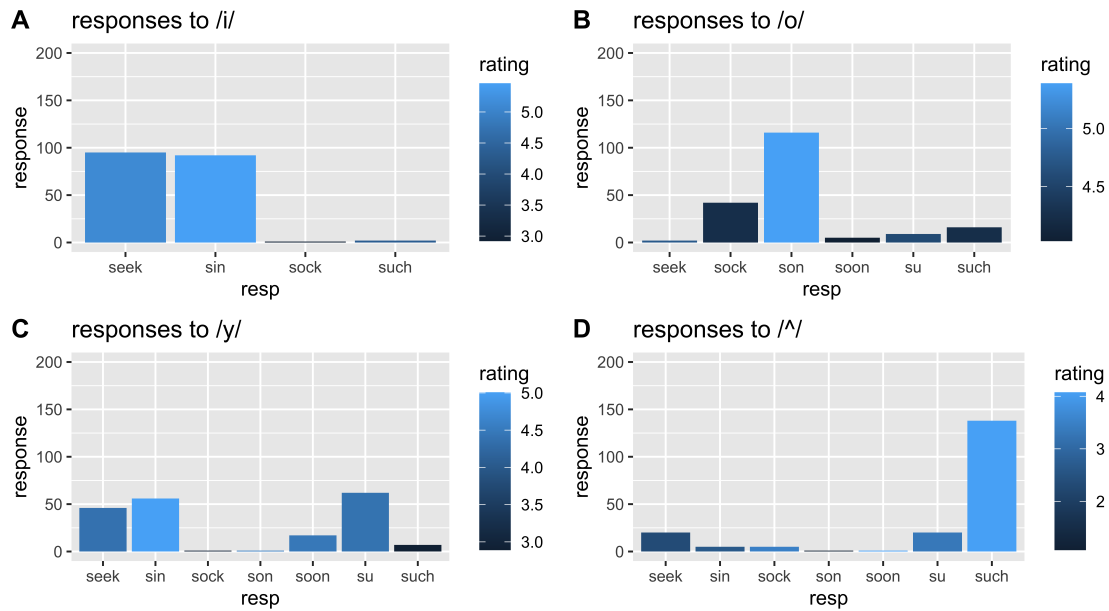 A responses to /i/
200
150
100
50
0
response
seek sin sock such
resp
rating
5.0
4.5
4.0
3.5
3.0
B responses to /o/
200
150
100
50
0
response
seek sock son soon su such
resp
rating
5.0
4.5
C responses to /y/
200
150
100
50
0
response
seek sin sock son soon su such
resp
rating
5.0
4.5
4.0
3.5
3.0
D responses to /^/
200
150
100
50
0
response
seek sin sock son soon su such
resp
rating
4
3
2